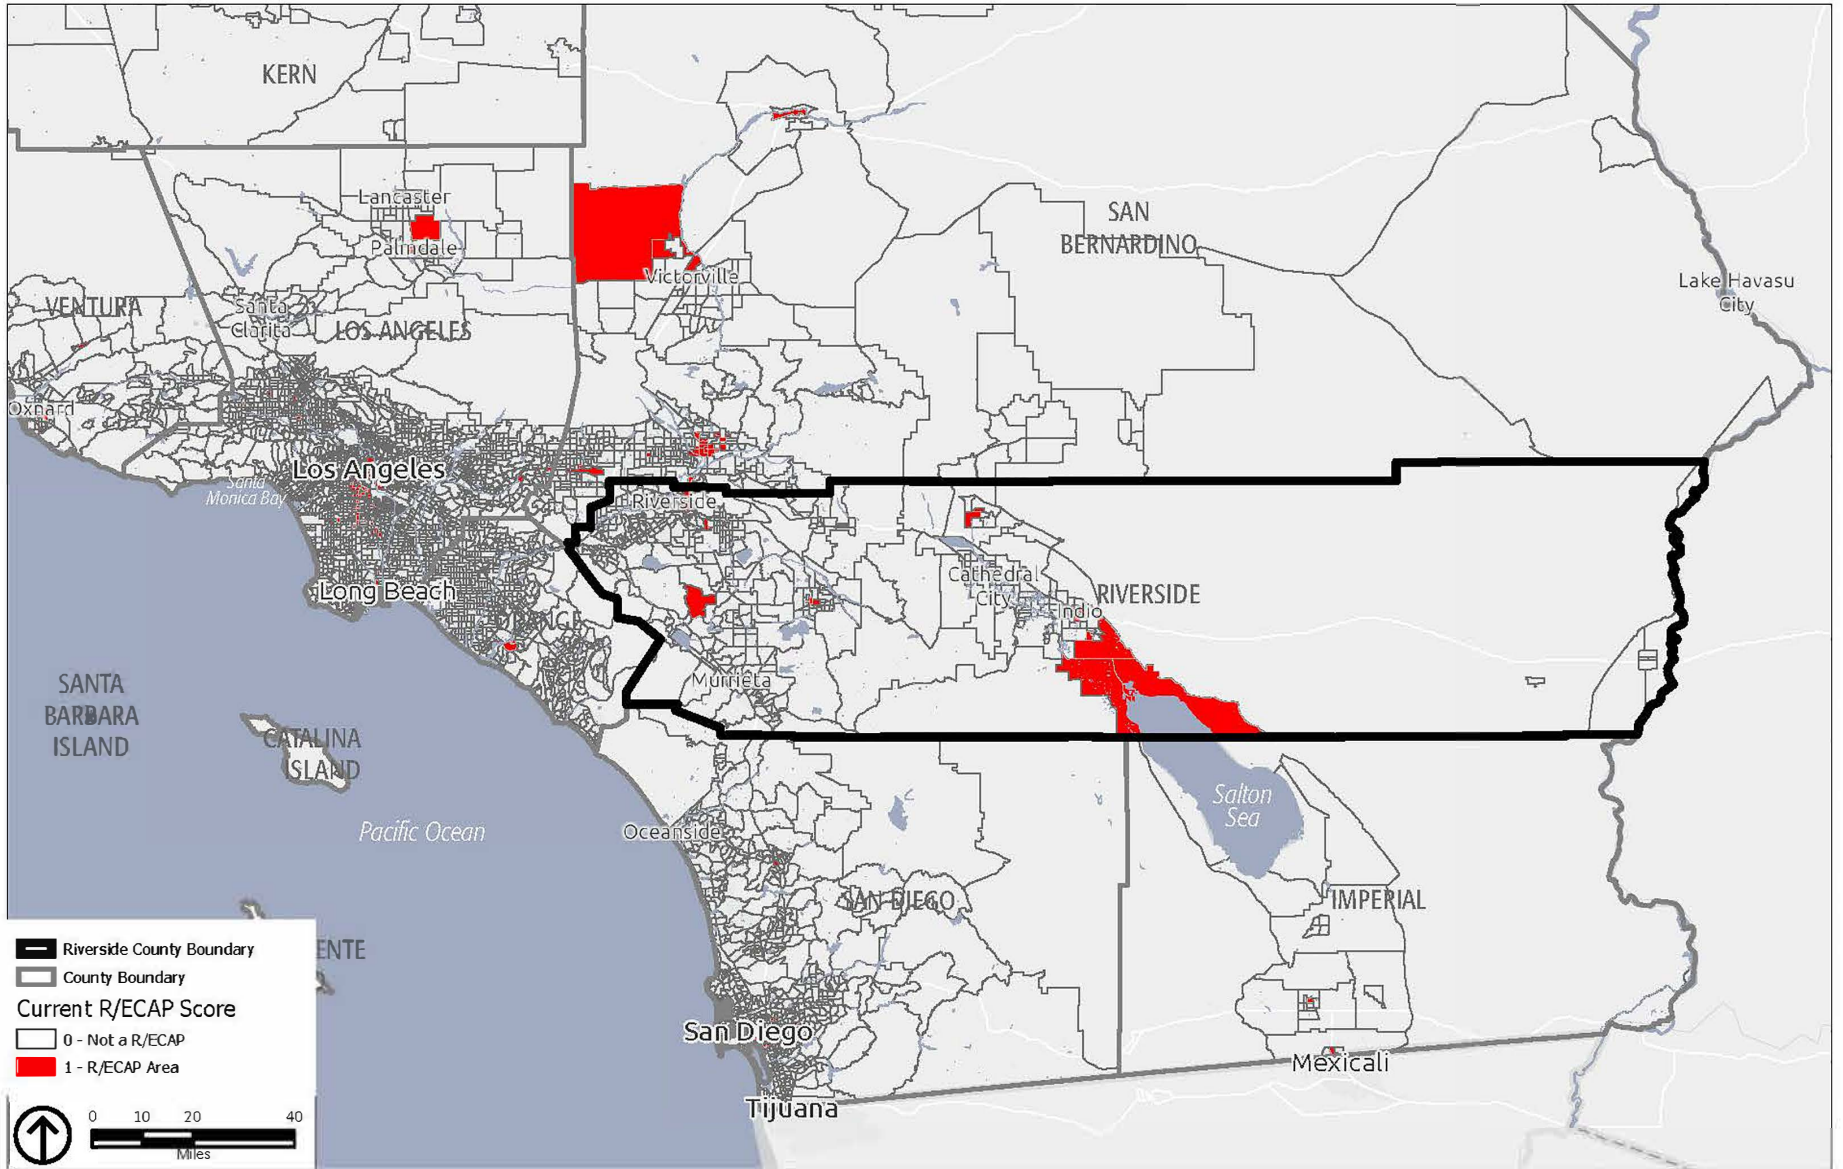 KERN
SAN
BERNARDINO
Lancaster
Palmdale
Victorville
Lake Havasu
City
VENTURA
Santa
Clarita
LOS ANGELES
Oxnard
Los Angeles
Santa
Monica Bay
Riverside
Long Beach
Cathedral
City
RIVERSIDE
Indio
Murrieta
SANTA
BARBARA
ISLAND
CATALINA
ISLAND
Salton
Sea
Pacific Ocean
Oceanside
SAN DIEGO
IMPERIAL
ENTE
San Diego
Mexicali
Tijuana
Riverside County Boundary
County Boundary
Current R/ECAP Score
0 - Not a R/ECAP
1 - R/ECAP Area
0 10 20 40
Miles